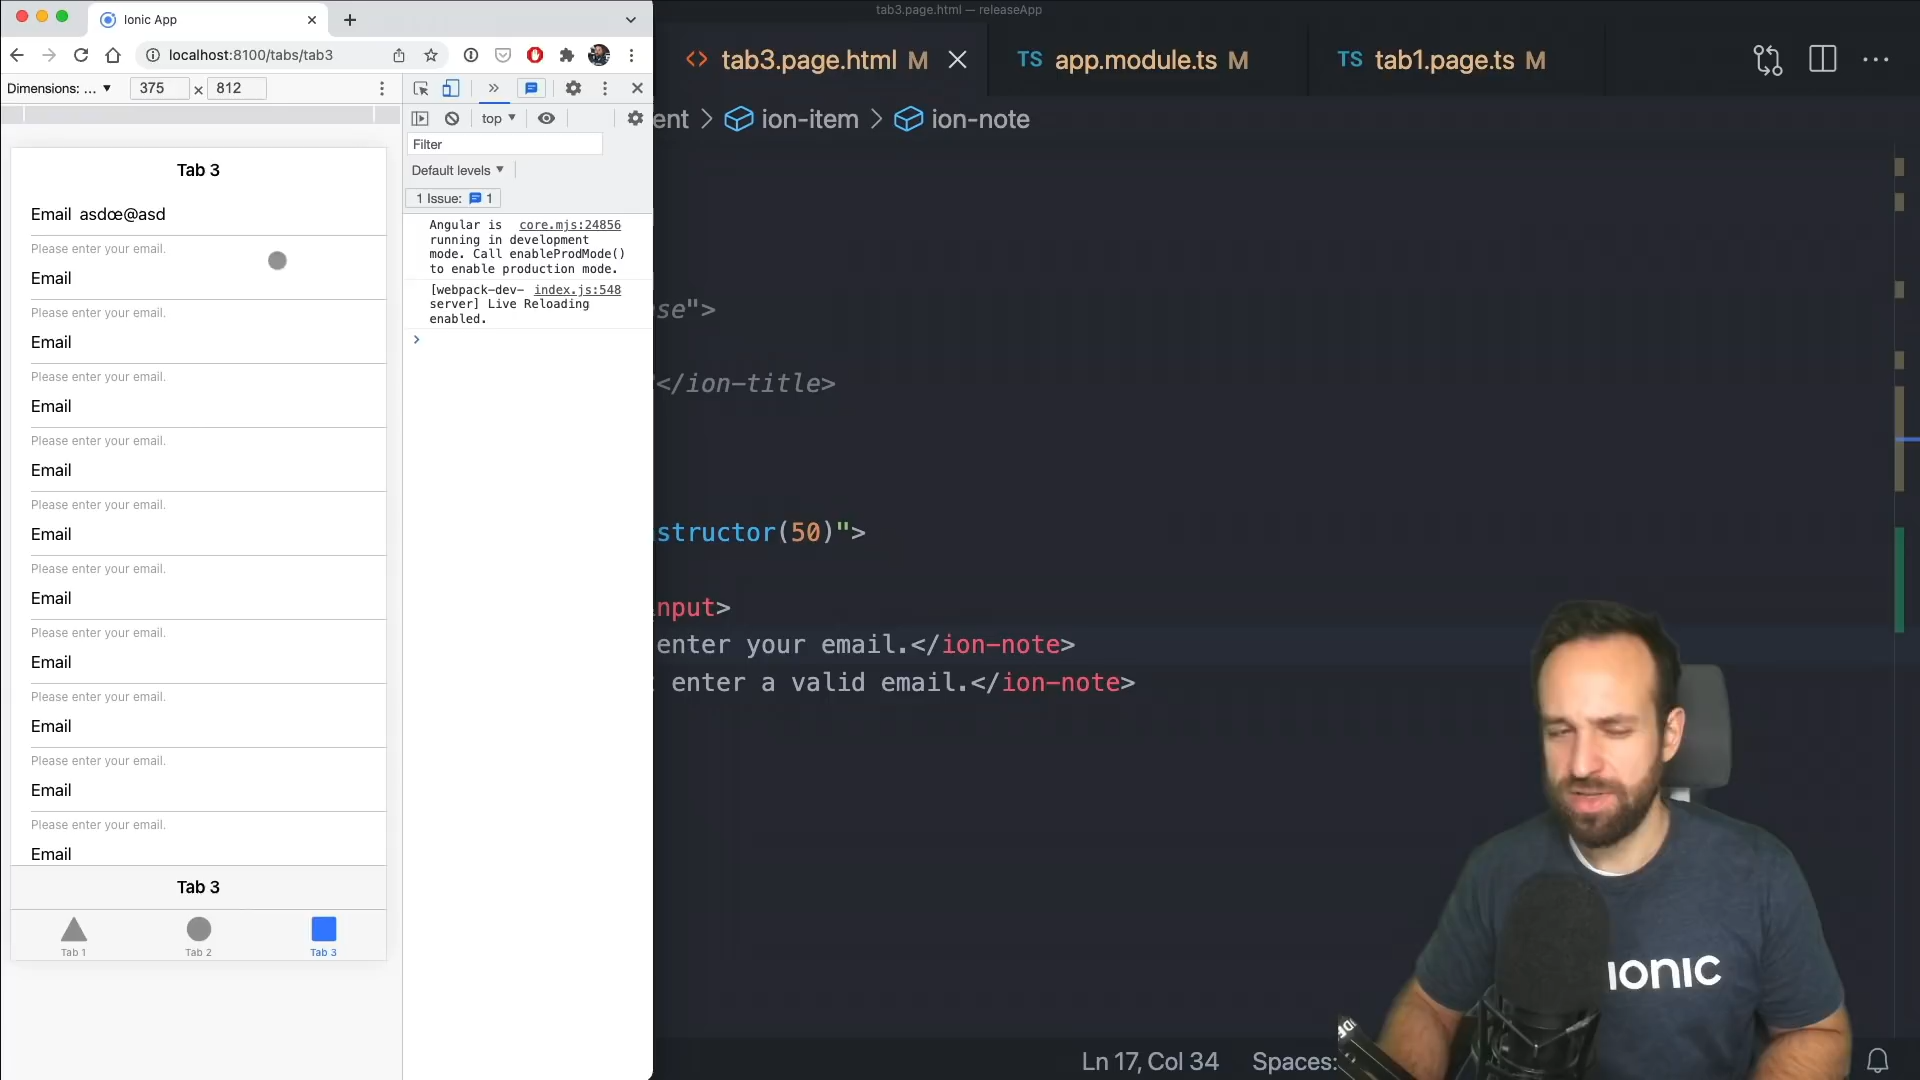 Ionic App
localhost:8100/tabs/tab3
Dimensions: ...
375 × 812
top
Filter
Default levels
1 Issue: 1
Angular is core.mjs:24856
running in development
mode. Call enableProdMode()
to enable production mode.
[webpack-dev- index.js:548
server] Live Reloading
enabled.
Tab 3
Email asdœ@asd
Please enter your email.
Email
Please enter your email.
Email
Please enter your email.
Email
Please enter your email.
Email
Please enter your email.
Email
Please enter your email.
Email
Please enter your email.
Email
Please enter your email.
Email
Please enter your email.
Email
Please enter your email.
Email
Tab 3
Tab 1 Tab 2 Tab 3
tab3.page.html — releaseApp
tab3.page.html M
TS app.module.ts M
TS tab1.page.ts M
ent > ion-item > ion-note
se">
</ion-title>
structor(50)">
nput>
enter your email.</ion-note>
enter a valid email.</ion-note>
Ln 17, Col 34 Spaces:
IONIC